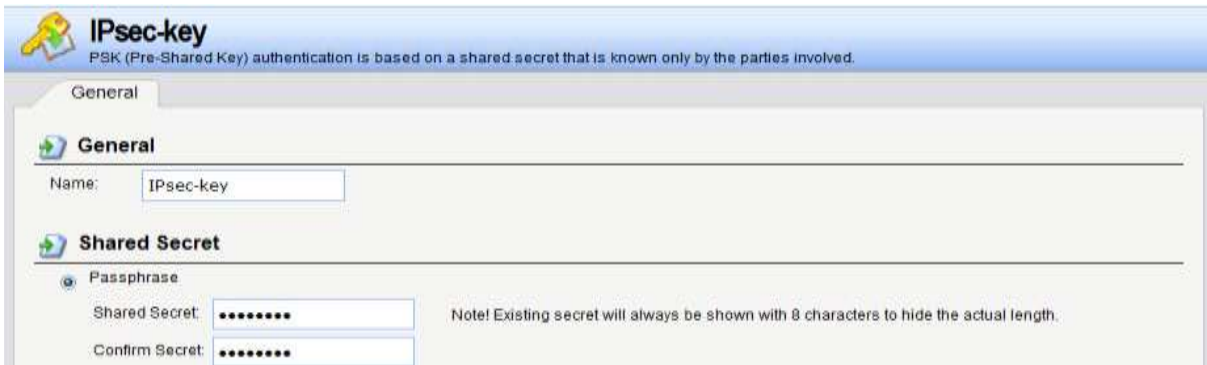 IPsec-key
PSK (Pre-Shared Key) authentication is based on a shared secret that is known only by the parties involved.
General
General
Name: IPsec-key
Shared Secret
Passphrase
Shared Secret: ●●●●●●●● Note! Existing secret will always be shown with 8 characters to hide the actual length.
Confirm Secret: ●●●●●●●●